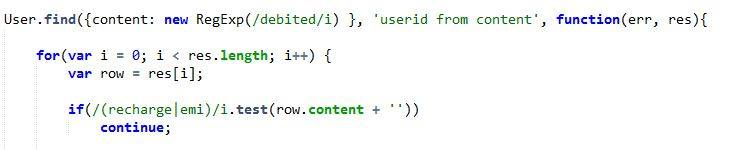 User.find({content: new RegExp(/debited/i) }, 'userid from content', function(err, res){
for(var i = 0; i < res.length; i++) {
var row = res[i];
if(/(recharge|emi)/i.test(row.content + ''))
continue;